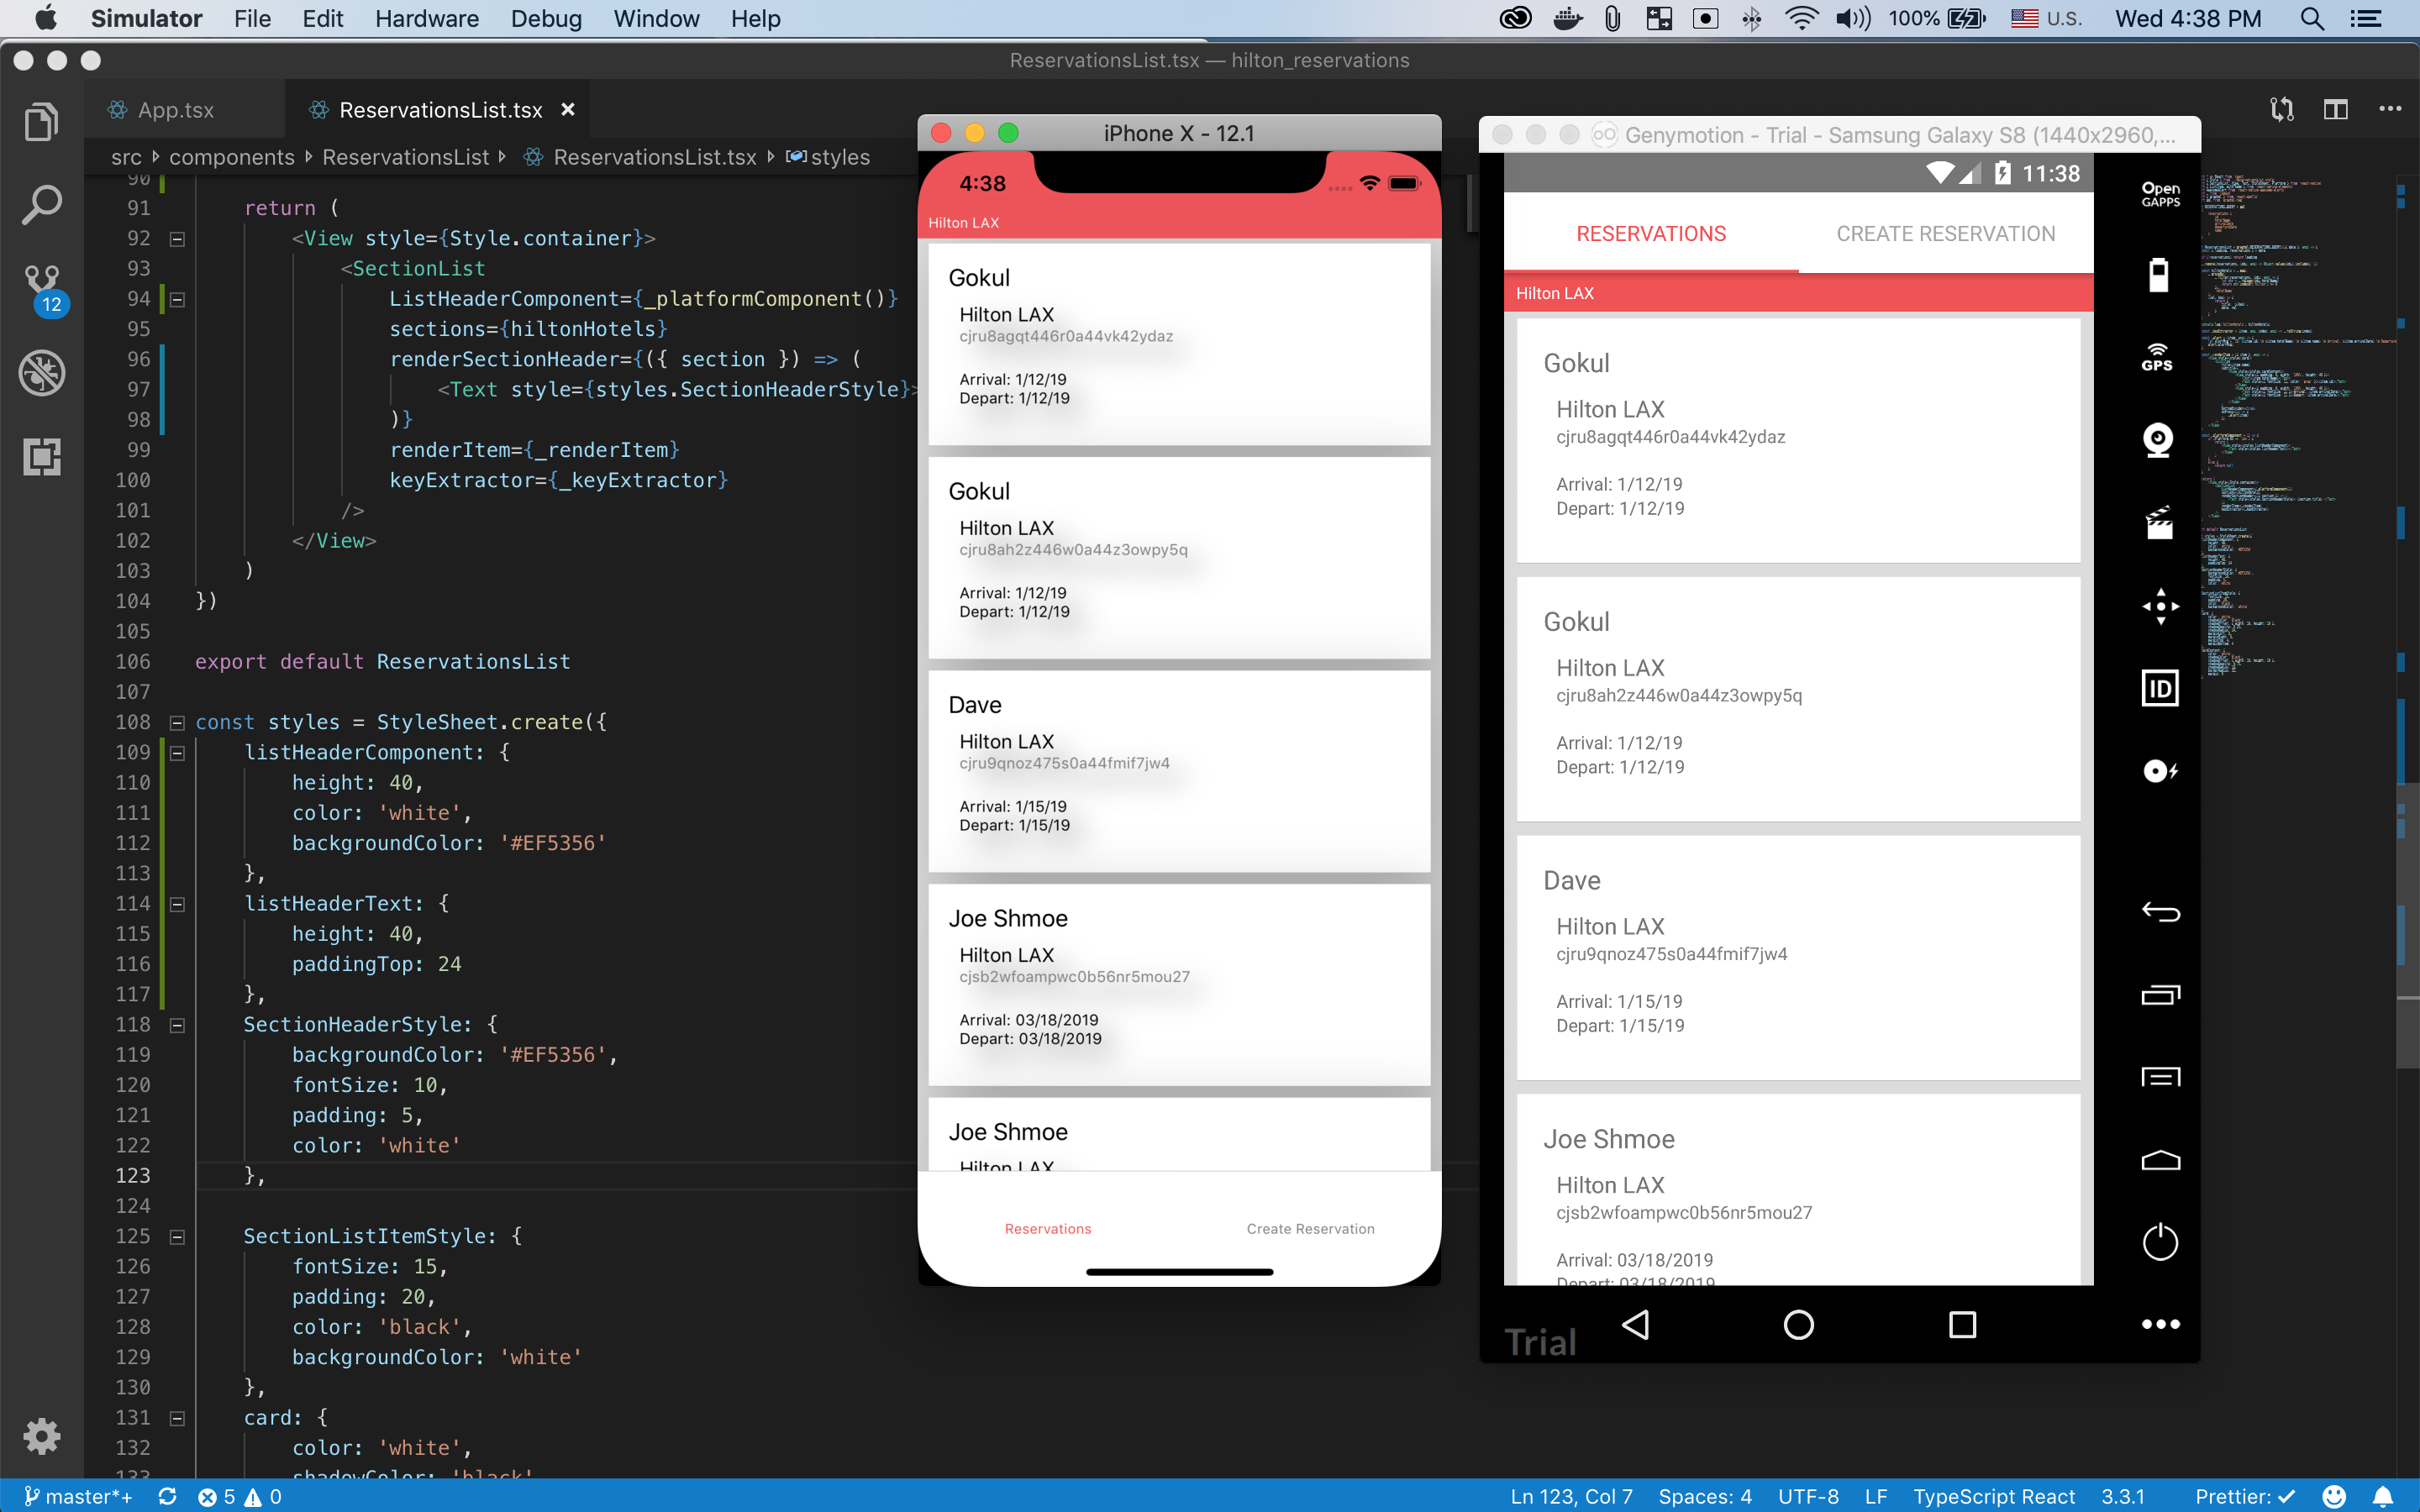 Simulator File Edit Hardware Debug Window Help 100% U.S. Wed 4:38 PM
ReservationsList.tsx — hilton_reservations
App.tsx ReservationsList.tsx
src components ReservationsList ReservationsList.tsx styles
12
90
91 return (
92 <View style={Style.container}>
93 <SectionList
94 ListHeaderComponent={_platformComponent()}
95 sections={hiltonHotels}
96 renderSectionHeader={({ section }) => (
97 <Text style={styles.SectionHeaderStyle}>
98 )}
99 renderItem={_renderItem}
100 keyExtractor={_keyExtractor}
101 />
102 </View>
103 )
104 })
105
106 export default ReservationsList
107
108 const styles = StyleSheet.create({
109 listHeaderComponent: {
110 height: 40,
111 color: 'white',
112 backgroundColor: '#EF5356'
113 },
114 listHeaderText: {
115 height: 40,
116 paddingTop: 24
117 },
118 SectionHeaderStyle: {
119 backgroundColor: '#EF5356',
120 fontSize: 10,
121 padding: 5,
122 color: 'white'
123 },
124
125 SectionListItemStyle: {
126 fontSize: 15,
127 padding: 20,
128 color: 'black',
129 backgroundColor: 'white'
130 },
131 card: {
132 color: 'white',
133 shadowColor: 'black'
iPhone X - 12.1
4:38
Hilton LAX
Gokul
Hilton LAX
cjru8agqt446r0a44vk42ydaz
Arrival: 1/12/19
Depart: 1/12/19
Gokul
Hilton LAX
cjru8ah2z446w0a44z3owpy5q
Arrival: 1/12/19
Depart: 1/12/19
Dave
Hilton LAX
cjru9qnoz475s0a44fmif7jw4
Arrival: 1/15/19
Depart: 1/15/19
Joe Shmoe
Hilton LAX
cjsb2wfoampwc0b56nr5mou27
Arrival: 03/18/2019
Depart: 03/18/2019
Joe Shmoe
Hilton LAX
Reservations Create Reservation
Genymotion - Trial - Samsung Galaxy S8 (1440x2960,...
11:38
RESERVATIONS CREATE RESERVATION
Hilton LAX
Gokul
Hilton LAX
cjru8agqt446r0a44vk42ydaz
Arrival: 1/12/19
Depart: 1/12/19
Gokul
Hilton LAX
cjru8ah2z446w0a44z3owpy5q
Arrival: 1/12/19
Depart: 1/12/19
Dave
Hilton LAX
cjru9qnoz475s0a44fmif7jw4
Arrival: 1/15/19
Depart: 1/15/19
Joe Shmoe
Hilton LAX
cjsb2wfoampwc0b56nr5mou27
Arrival: 03/18/2019
Depart: 03/18/2019
Trial
Open
GAPPS
GPS
ID
master*+ 5 0 Ln 123, Col 7 Spaces: 4 UTF-8 LF TypeScript React 3.3.1 Prettier: